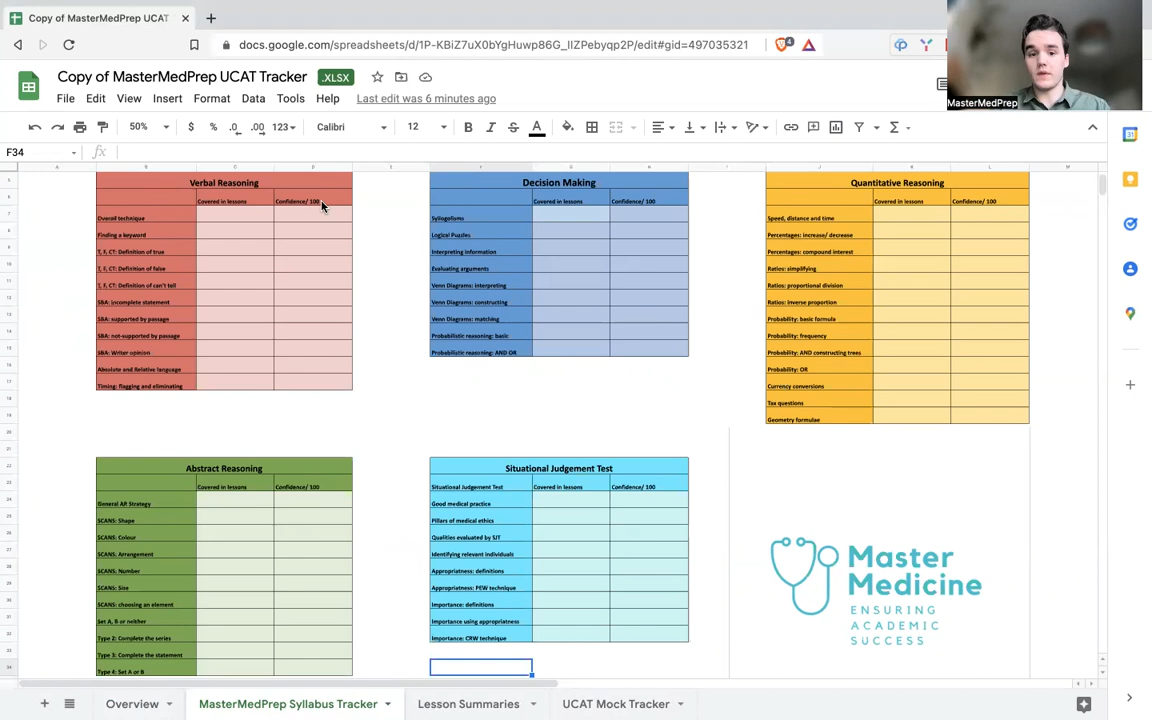 Copy of MasterMedPrep UCAT
docs.google.com/spreadsheets/d/1P-KBiZ7uX0bYgHuwp86G_IIZPebyqp2P/edit#gid=497035321
4
MasterMedPrep
Copy of MasterMedPrep UCAT Tracker .XLSX
File Edit View Insert Format Data Tools Help Last edit was 6 minutes ago
50% $ % .0 .00 123 Calibri 12 B I S A
F34 fx
Verbal Reasoning
Covered in lessons Confidence/ 100
Overall technique
Finding a keyword
T, F, CT: Definition of true
T, F, CT: Definition of false
T, F, CT: Definition of can't tell
SBA: incomplete statement
SBA: supported by passage
SBA: not-supported by passage
SBA: Writer opinion
Absolute and Relative language
Timing: flagging and eliminating
Decision Making
Covered in lessons Confidence/ 100
Syllogolisms
Logical Puzzles
Interpreting information
Evaluating arguments
Venn Diagrams: interpreting
Venn Diagrams: constructing
Venn Diagrams: matching
Probabilistic reasoning: basic
Probabilistic reasoning: AND OR
Quantitative Reasoning
Covered in lessons Confidence/ 100
Speed, distance and time
Percentages: increase/ decrease
Percentages: compound interest
Ratios: simplifying
Ratios: proportional division
Ratios: inverse proportion
Probability: basic formula
Probability: frequency
Probability: AND constructing trees
Probability: OR
Currency conversions
Tax questions
Geometry formulae
Abstract Reasoning
Covered in lessons Confidence/ 100
General AR Strategy
SCANS: Shape
SCANS: Colour
SCANS: Arrangement
SCANS: Number
SCANS: Size
SCANS: choosing an element
Set A, B or neither
Type 2: Complete the series
Type 3: Complete the statement
Type 4: Set A or B
Situational Judgement Test
Situational Judgement Test Covered in lessons Confidence/ 100
Good medical practice
Pillars of medical ethics
Qualities evaluated by SJT
Identifying relevant individuals
Appropriateness: definitions
Appropriatness: PEW technique
Importance: definitions
Importance using appropriatness
Importance: CRW technique
Master
Medicine
ENSURING
ACADEMIC
SUCCESS
Overview MasterMedPrep Syllabus Tracker Lesson Summaries UCAT Mock Tracker